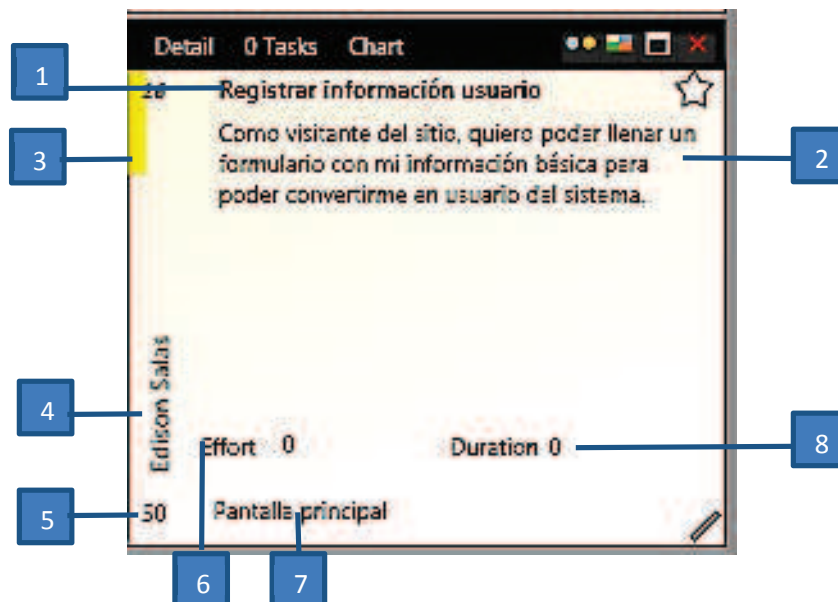 Detail 0 Tasks Chart
1
Registrar información usuario
Como visitante del sitio, quiero poder llenar un
2
3
formulario con mi información básica para
poder convertirme en usuario del sistema.
4
Edison Salas
Effort 0 Duration 0
8
5
50 Pantalla principal
6 7